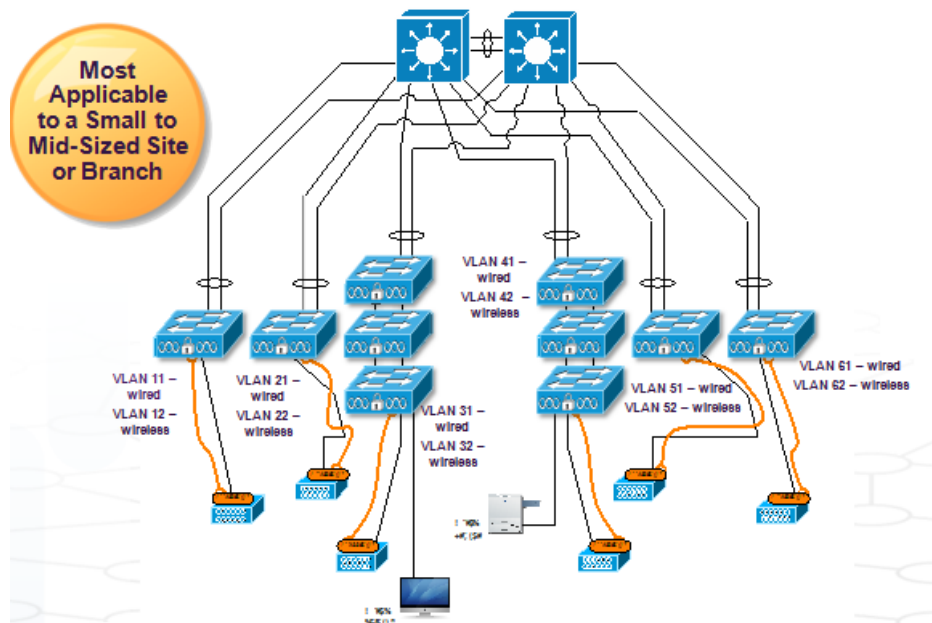 Most
Applicable
to a Small to
Mid-Sized Site
or Branch
VLAN 41 –
wired
VLAN 42 –
wireless
VLAN 11 –
wired
VLAN 12 –
wireless
VLAN 21 –
wired
VLAN 22 –
wireless
VLAN 31 –
wired
VLAN 32 –
wireless
VLAN 51 – wired
VLAN 52 – wireless
VLAN 61 – wired
VLAN 62 – wireless